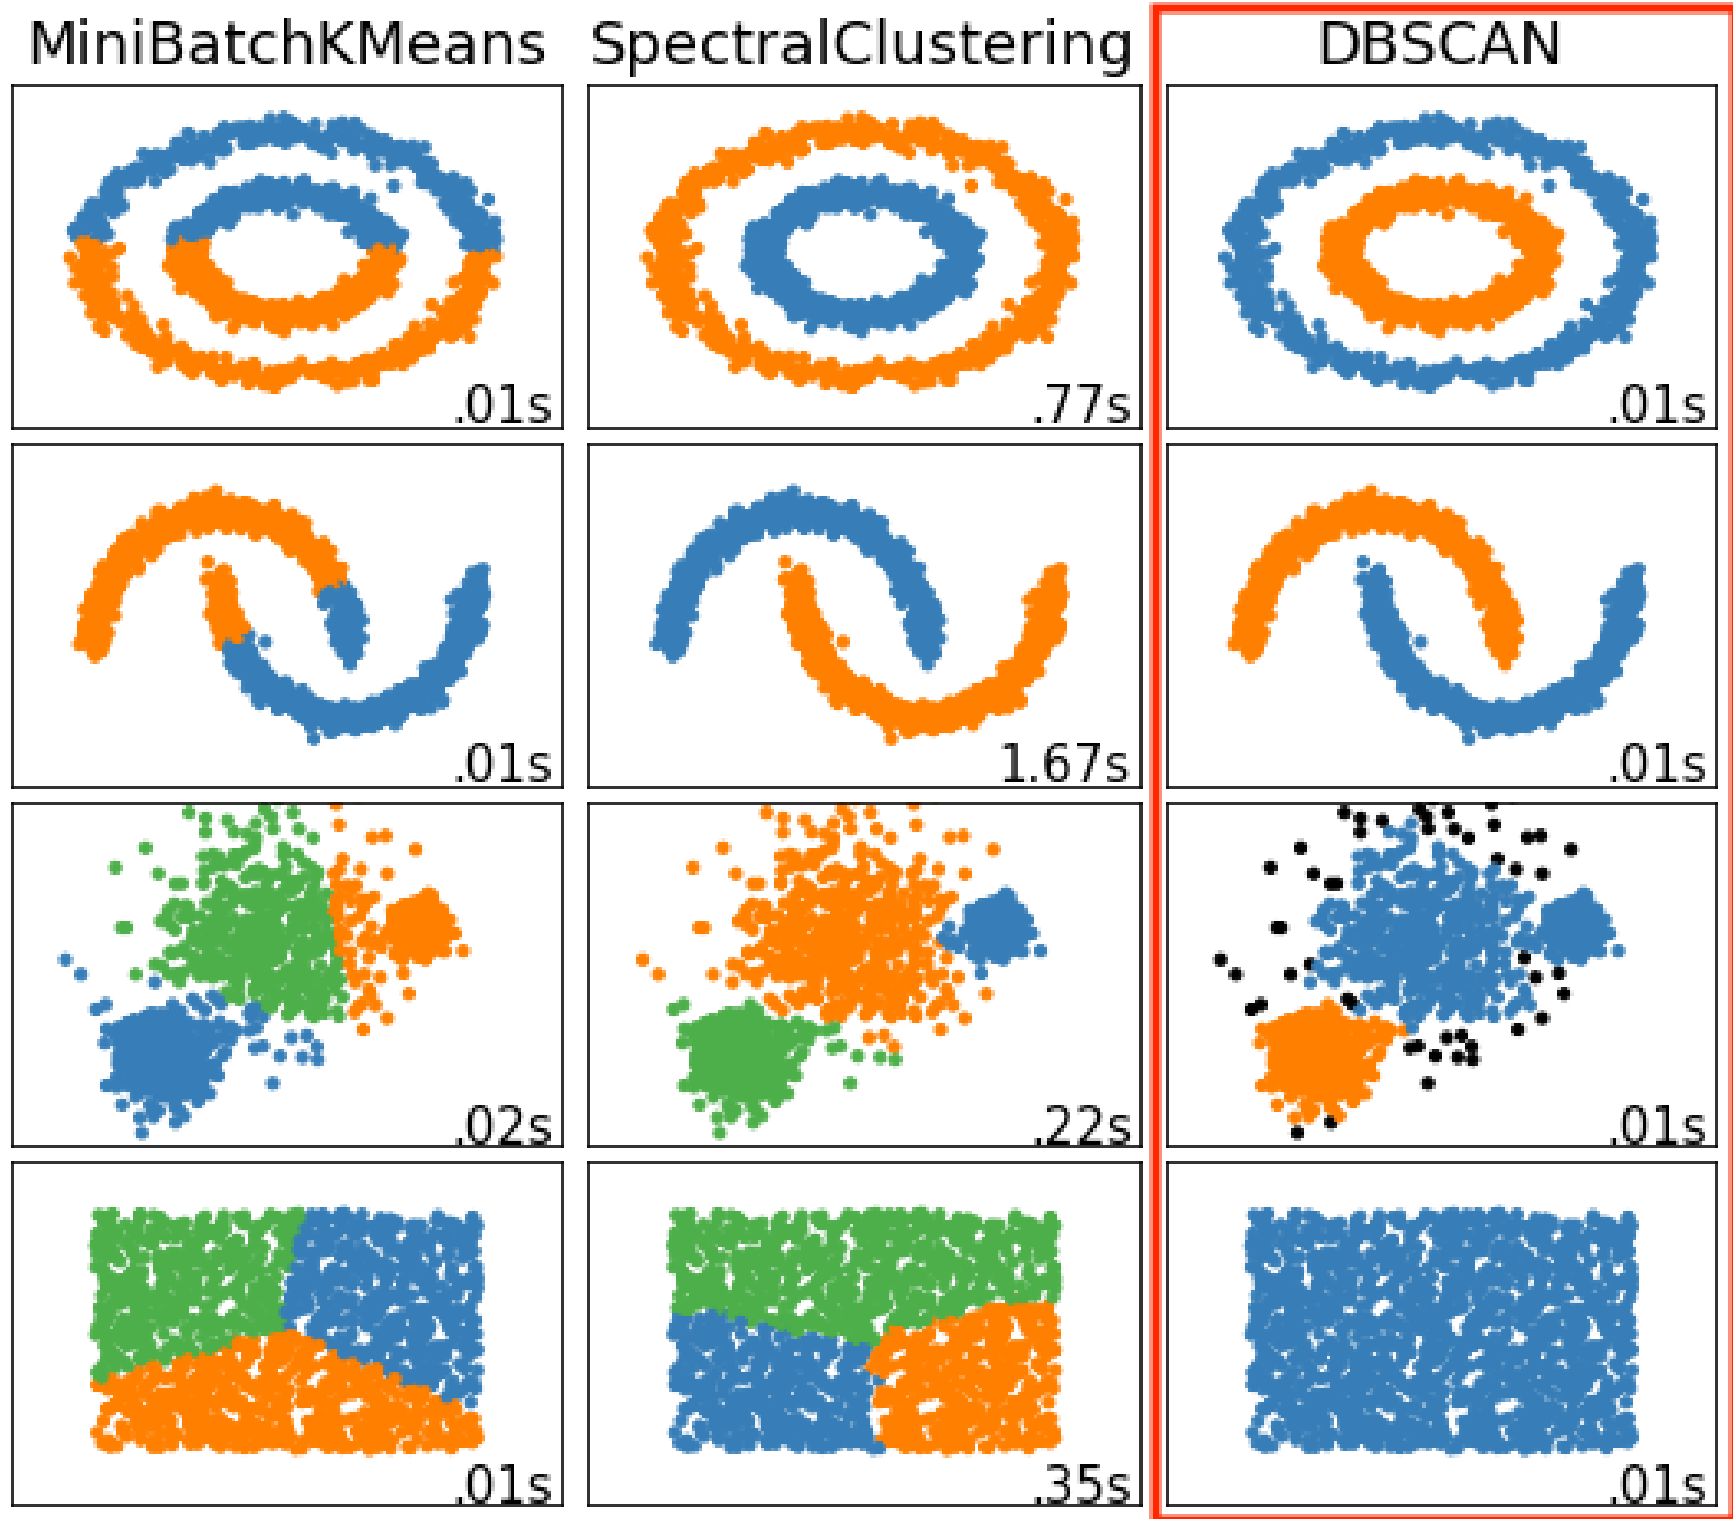 MiniBatchKMeans SpectralClustering DBSCAN
.01s .77s .01s
.01s 1.67s .01s
.02s .22s .01s
.01s .35s .01s